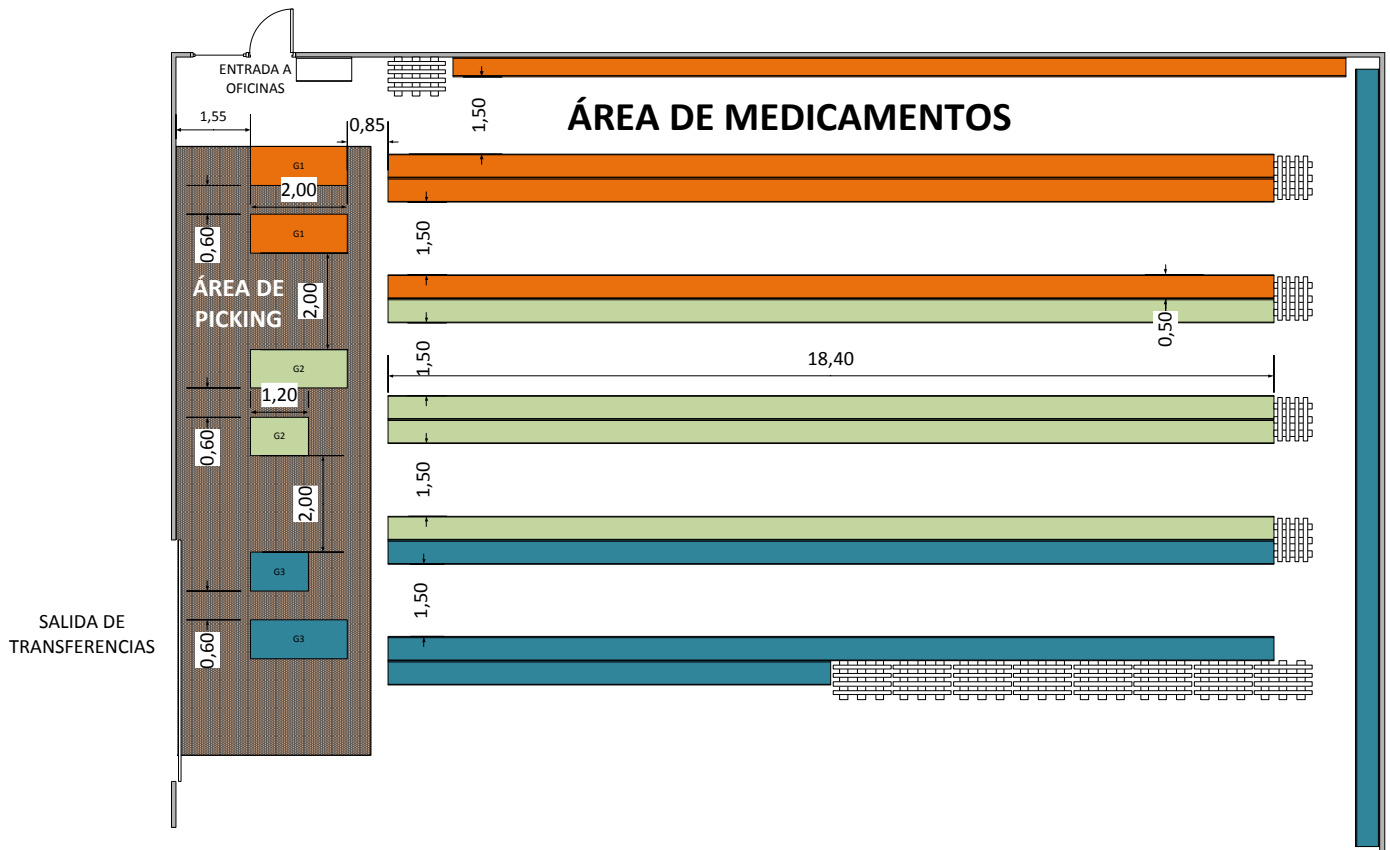 ENTRADA A
OFICINAS
1,55
0,85
1,50
ÁREA DE MEDICAMENTOS
G1
2,00
0,60
G1
1,50
ÁREA DE
PICKING
2,00
0,50
G2
1,50
18,40
1,20
0,60
G2
2,00
1,50
G3
1,50
SALIDA DE
TRANSFERENCIAS
0,60
G3